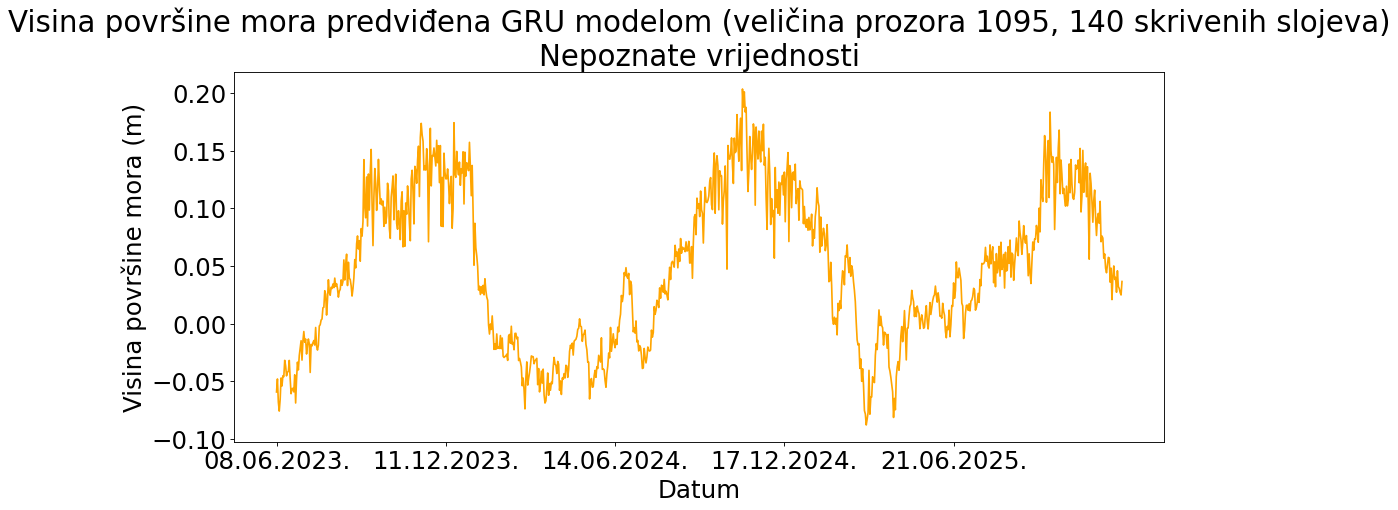 Visina površine mora predviđena GRU modelom (veličina prozora 1095, 140 skrivenih slojeva)
Nepoznate vrijednosti
Visina površine mora (m)
0.20
0.15
0.10
0.05
0.00
−0.05
−0.10
08.06.2023. 11.12.2023. 14.06.2024. 17.12.2024. 21.06.2025.
Datum